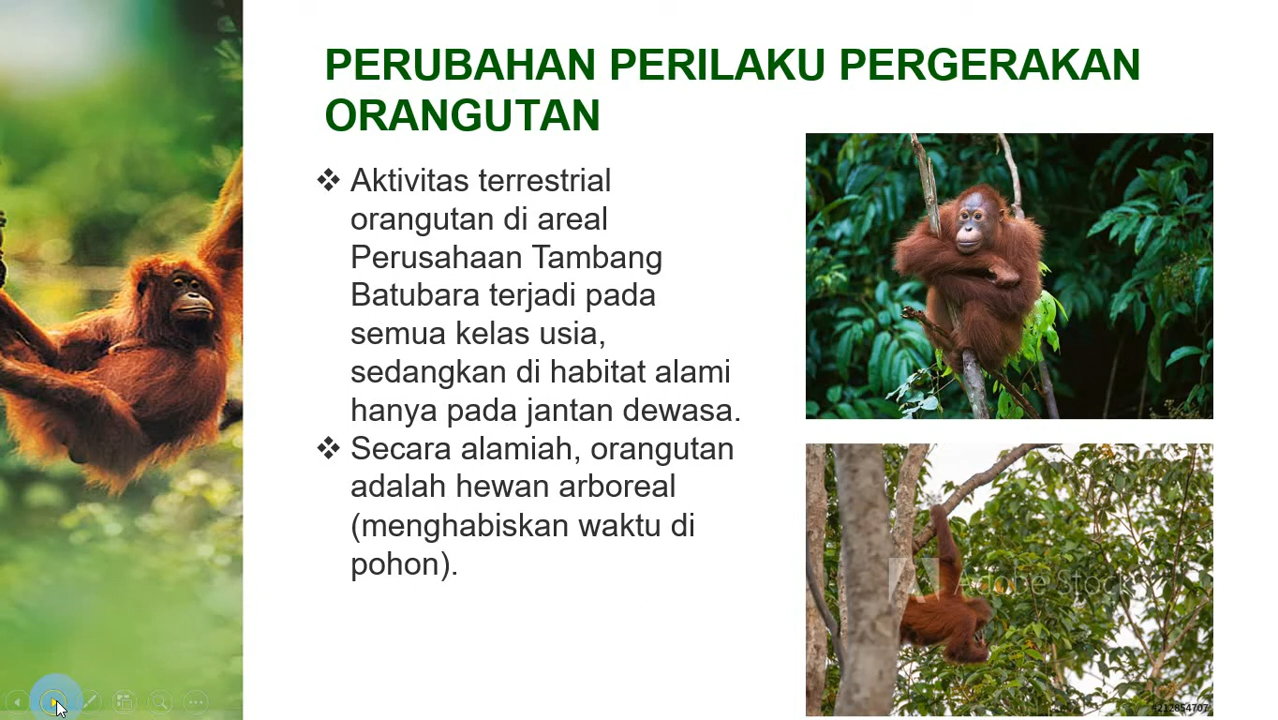 PERUBAHAN PERILAKU PERGERAKAN
ORANGUTAN
❖ Aktivitas terrestrial
orangutan di areal
Perusahaan Tambang
Batubara terjadi pada
semua kelas usia,
sedangkan di habitat alami
hanya pada jantan dewasa.
❖ Secara alamiah, orangutan
adalah hewan arboreal
(menghabiskan waktu di
pohon).
Adobe Stock